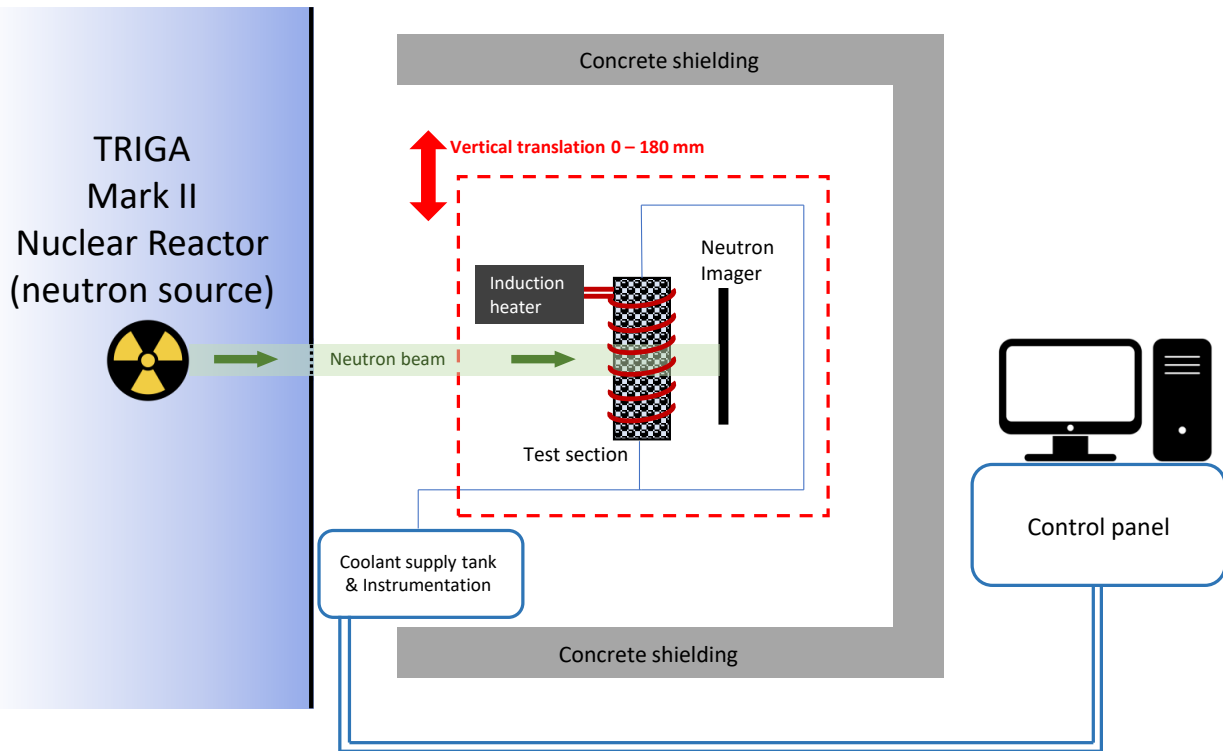 Concrete shielding
TRIGA
Mark II
Nuclear Reactor
(neutron source)
Vertical translation 0 – 180 mm
Neutron
Imager
Induction
heater
Neutron beam
Test section
Coolant supply tank
& Instrumentation
Control panel
Concrete shielding